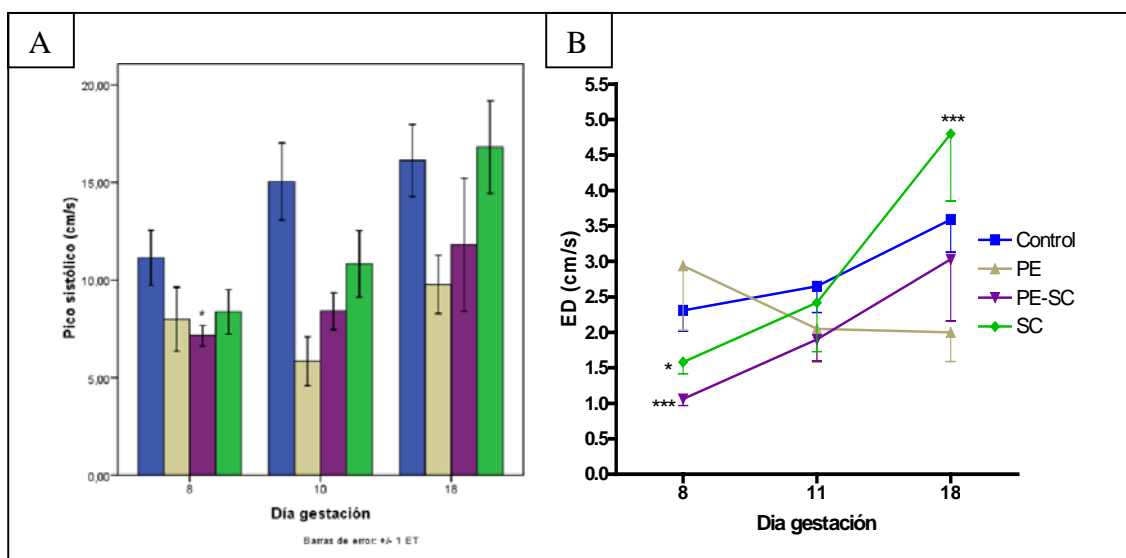 A
20,00
15,00
10,00
5,00
0,00
Pico sistólico (cm/s)
*
8
10
18
Día gestación
Barras de error: +/- 1 ET
B
5.5
5.0
4.5
4.0
3.5
3.0
2.5
2.0
1.5
1.0
0.5
0.0
ED (cm/s)
***
*
***
8
11
18
Dia gestación
Control
PE
PE-SC
SC